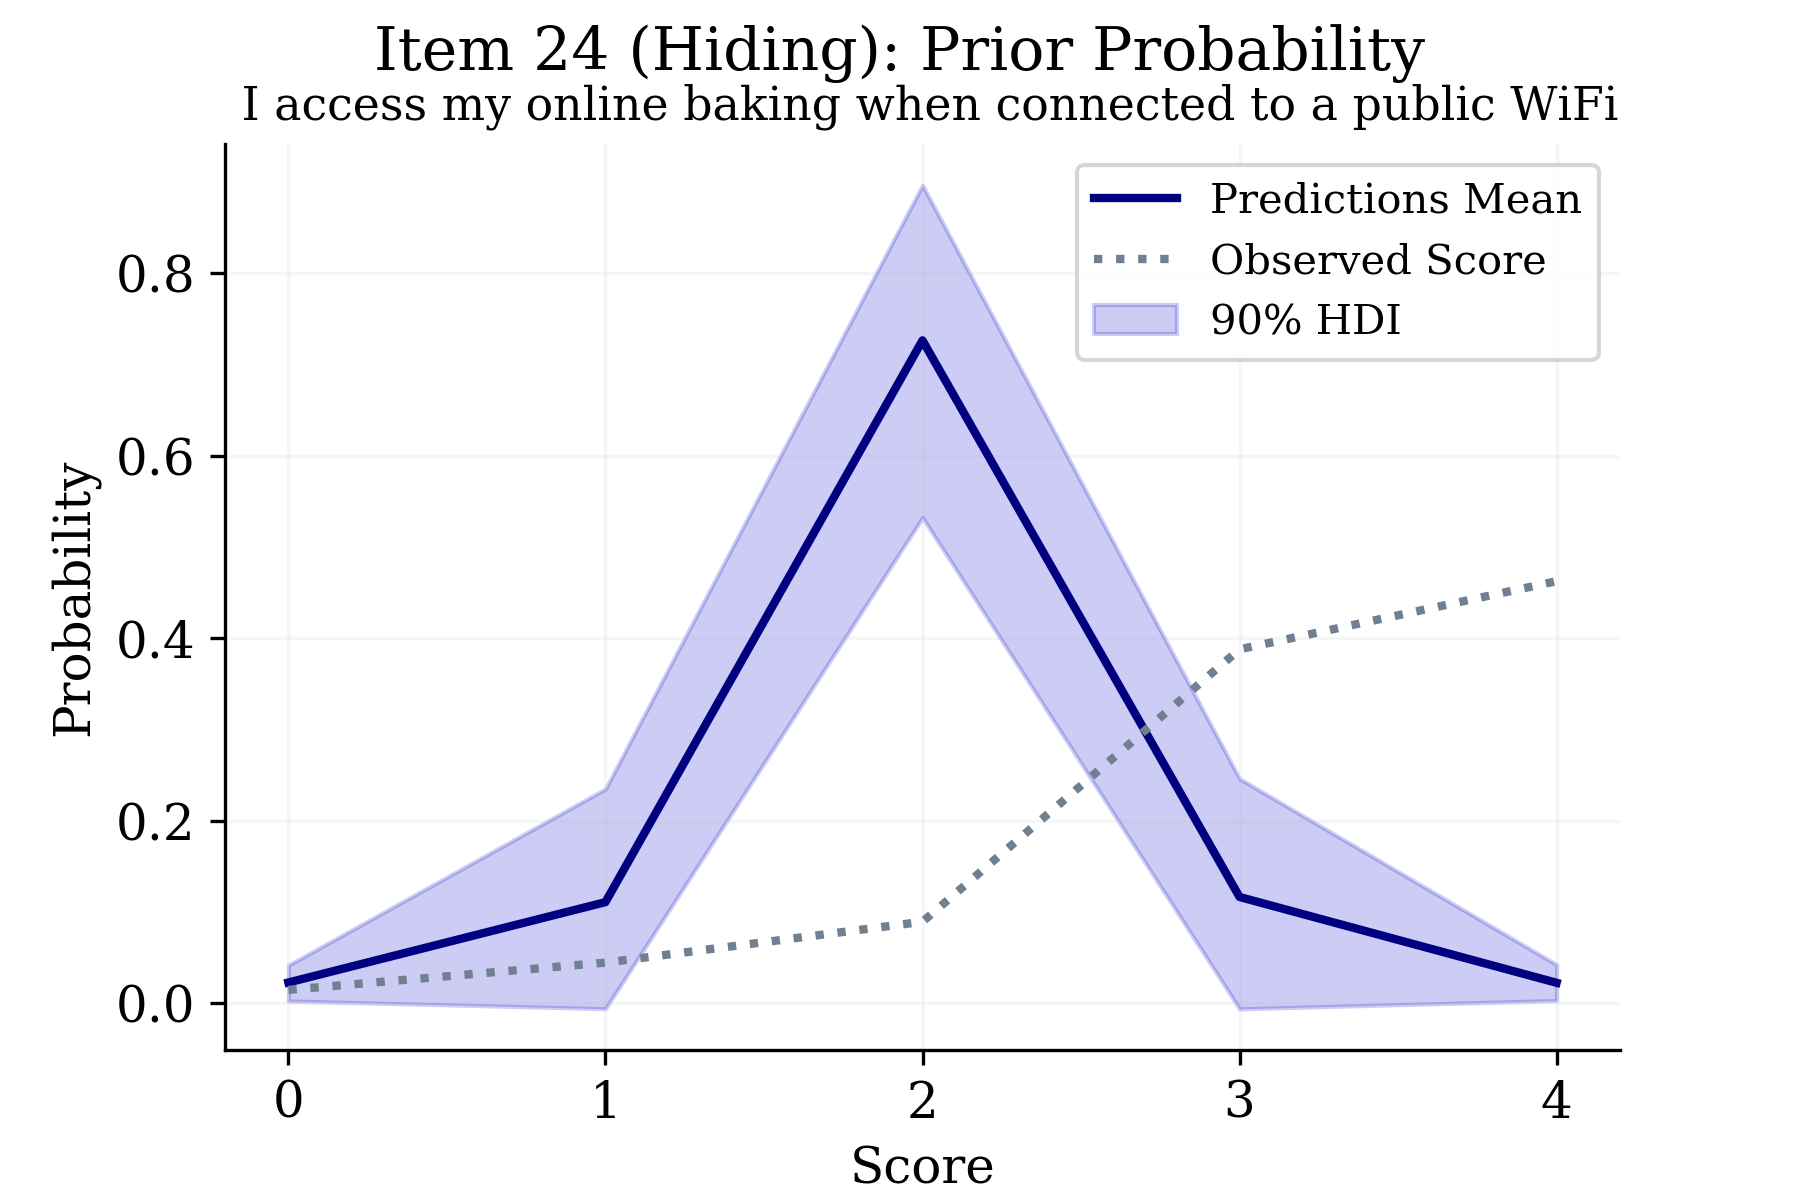 Item 24 (Hiding): Prior Probability
I access my online baking when connected to a public WiFi
Predictions Mean
Observed Score
90% HDI
Probability
0.8
0.6
0.4
0.2
0.0
0 1 2 3 4
Score